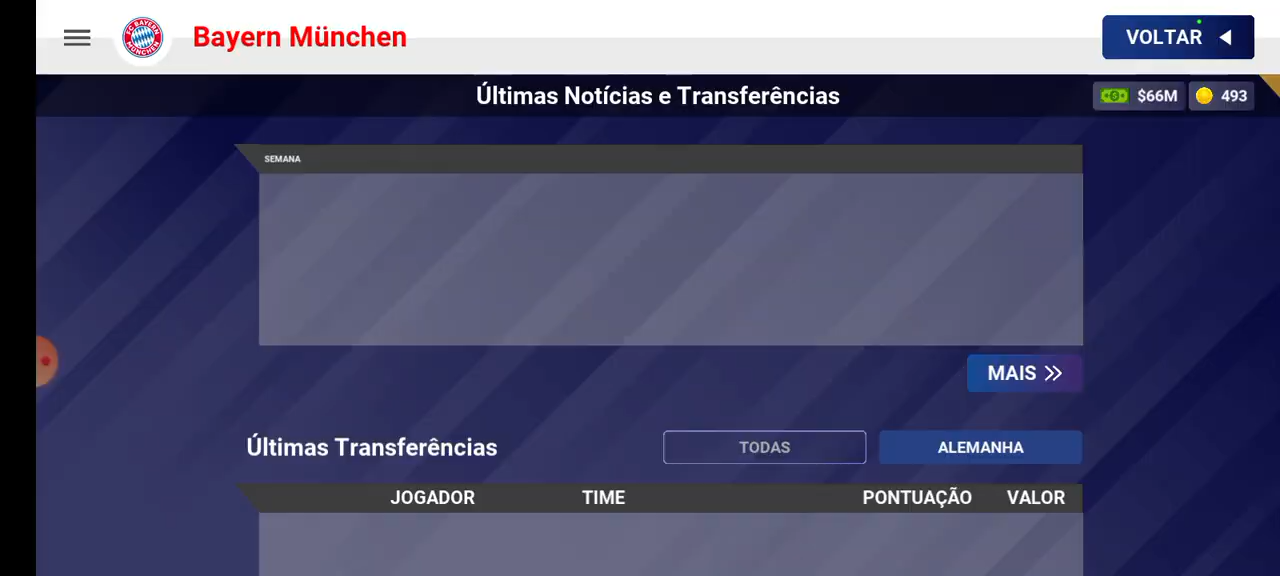 Bayern München
VOLTAR
Últimas Notícias e Transferências
$66M
493
SEMANA
MAIS
Últimas Transferências
TODAS
ALEMANHA
JOGADOR TIME PONTUAÇÃO VALOR